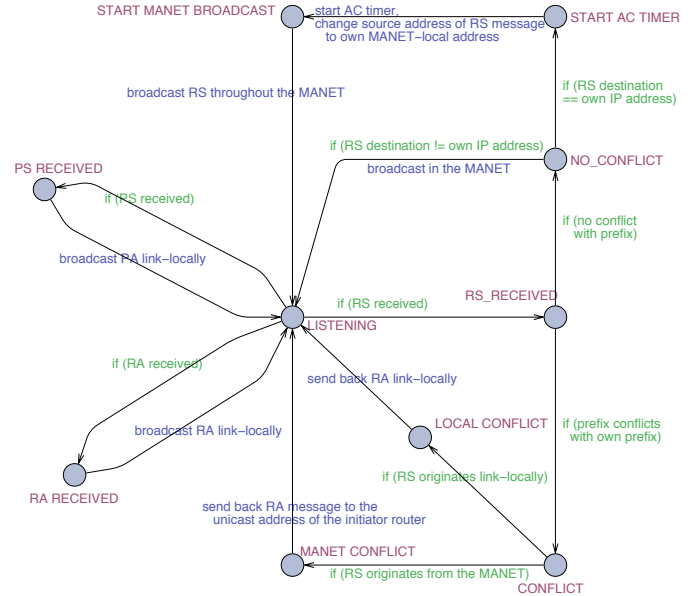 START MANET BROADCAST
start AC timer,
change source address of RS message
to own MANET−local address
START AC TIMER
broadcast RS throughout the MANET
if (RS destination
== own IP address)
if (RS destination != own IP address)
broadcast in the MANET
NO_CONFLICT
PS RECEIVED
if (PS received)
if (no conflict
with prefix)
broadcast PA link−locally
RS_RECEIVED
if (RS received)
LISTENING
if (RA received)
send back RA link−locally
broadcast RA link−locally
LOCAL CONFLICT
if (prefix conflicts
with own prefix)
if (RS originates link−locally)
RA RECEIVED
send back RA message to the
unicast address of the initiator router
MANET CONFLICT
if (RS originates from the MANET)
CONFLICT